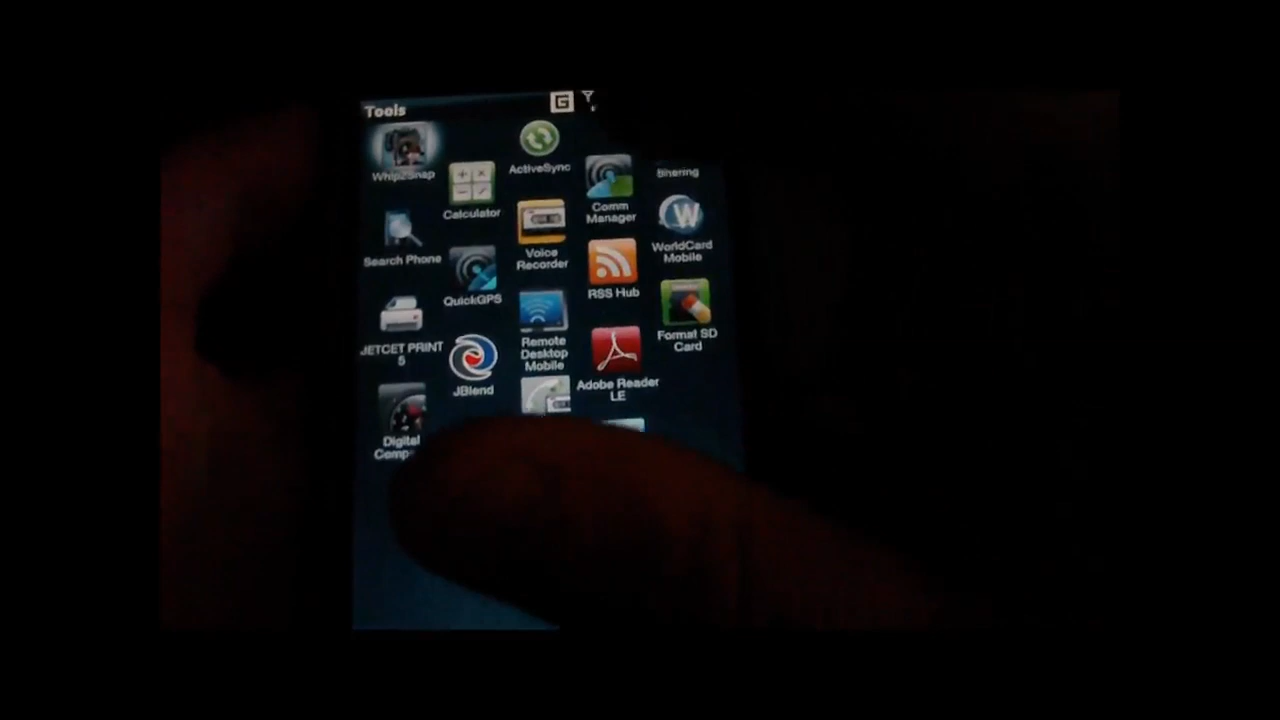 Tools
G
Whip2Snap
ActiveSync
Calculator
Comm
Manager
Search Phone
Voice
Recorder
W
WorldCard
Mobile
QuickGPS
RSS Hub
JETCET PRINT
5
Remote
Desktop
Mobile
Format SD
Card
JBlend
Adobe Reader
LE
Digital